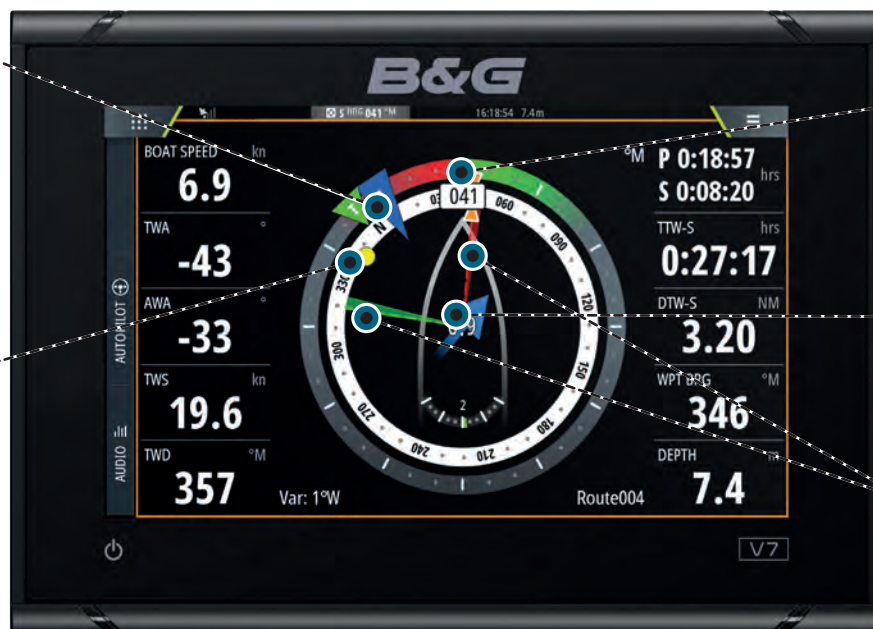 B&G
S BRG 041 °M
16:18:54 7.4m
BOAT SPEED kn
6.9
TWA °
-43
AWA °
-33
TWS kn
19.6
TWD °M
357
AUTOPILOT
AUDIO
°M
P 0:18:57
S 0:08:20
hrs
TTW-S hrs
0:27:17
DTW-S NM
3.20
WPT BRG °M
346
DEPTH m
7.4
T
N
041
060
090
120
150
180
210
240
270
300
330
2
Var: 1°W
Route004
V7